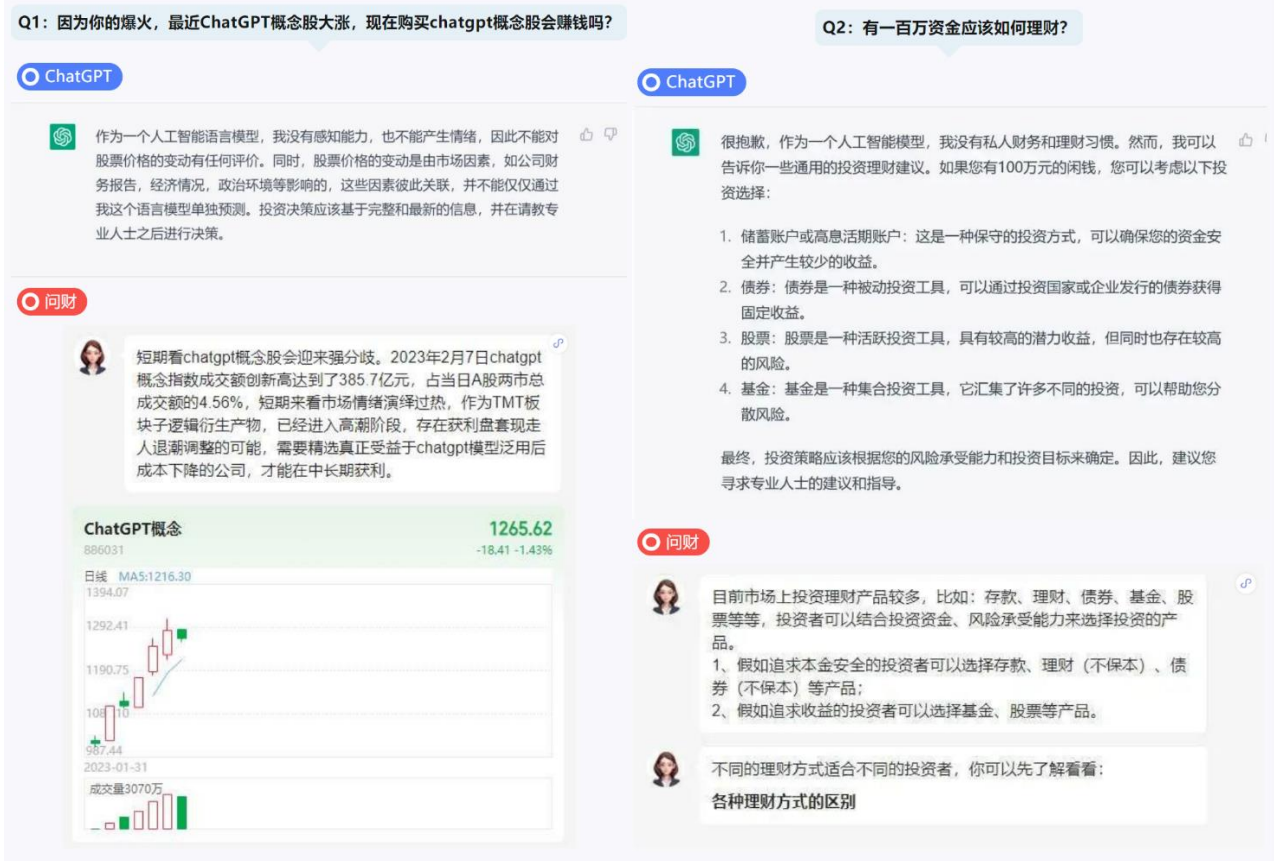 Q1：因为你的爆火，最近ChatGPT概念股大涨，现在购买chatgpt概念股会赚钱吗？
ChatGPT
作为一个人工智能语言模型，我没有感知能力，也不能产生情绪，因此不能对
股票价格的变动有任何评价。同时，股票价格的变动是由市场因素，如公司财
务报告，经济情况，政治环境等影响的，这些因素彼此关联，并不能仅仅通过
我这个语言模型单独预测。投资决策应该基于完整和最新的信息，并在请教专
业人士之后进行决策。
问财
短期看chatgpt概念股会迎来强分歧。2023年2月7日chatgpt
概念指数成交额创新高达到了385.7亿元，占当日A股两市总
成交额的4.56%，短期来看市场情绪演绎过热，作为TMT板
块子逻辑衍生产物，已经进入高潮阶段，存在获利盘套现走
人退潮调整的可能，需要精选真正受益于chatgpt模型泛用后
成本下降的公司，才能在中长期获利。
ChatGPT概念
1265.62
886031
-18.41 -1.43%
日线 MA5:1216.30
1394.07
1292.41
1190.75
987.44
2023-01-31
成交量3070万
Q2：有一百万资金应该如何理财？
ChatGPT
很抱歉，作为一个人工智能模型，我没有私人财务和理财习惯。然而，我可以
告诉你一些通用的投资理财建议。如果您有100万元的闲钱，您可以考虑以下投
资选择：
1. 储蓄账户或高息活期账户：这是一种保守的投资方式，可以确保您的资金安
全并产生较少的收益。
2. 债券：债券是一种被动投资工具，可以通过投资国家或企业发行的债券获得
固定收益。
3. 股票：股票是一种活跃投资工具，具有较高的潜力收益，但同时也存在较高
的风险。
4. 基金：基金是一种集合投资工具，它汇集了许多不同的投资，可以帮助您分
散风险。
最终，投资策略应该根据您的风险承受能力和投资目标来确定。因此，建议您
寻求专业人士的建议和指导。
问财
目前市场上投资理财产品较多，比如：存款、理财、债券、基金、股
票等等，投资者可以结合投资资金、风险承受能力来选择投资的产
品。
1、假如追求本金安全的投资者可以选择存款、理财（不保本）、债
券（不保本）等产品；
2、假如追求收益的投资者可以选择基金、股票等产品。
不同的理财方式适合不同的投资者，你可以先了解看看：
各种理财方式的区别